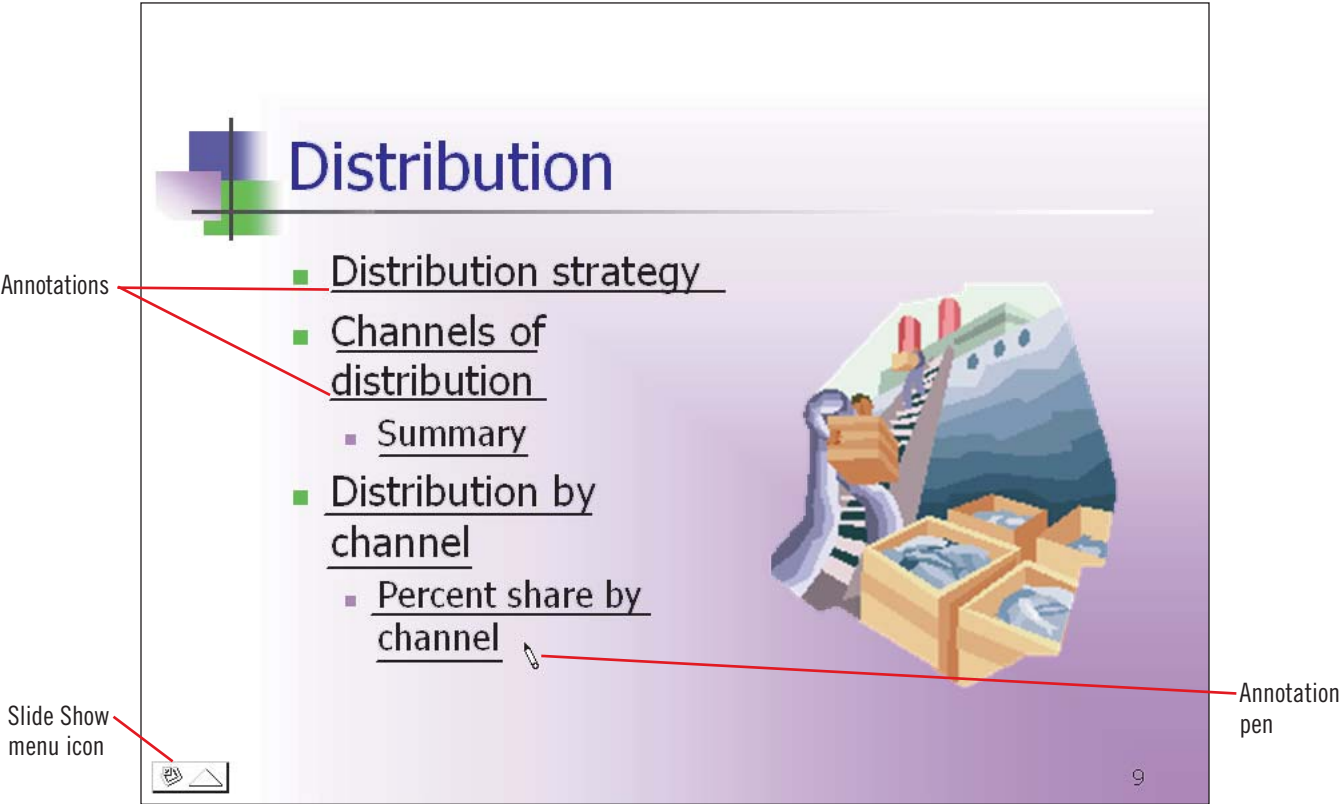 Distribution
Distribution strategy
Annotations
Channels of
distribution
Summary
Distribution by
channel
Percent share by
channel
Annotation
pen
Slide Show
menu icon
9